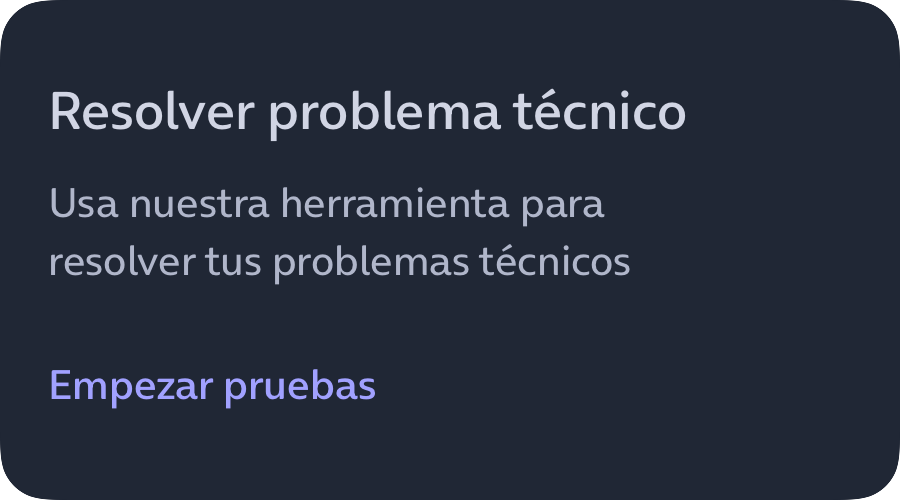 Resolver problema técnico
Usa nuestra herramienta para
resolver tus problemas técnicos
Empezar pruebas